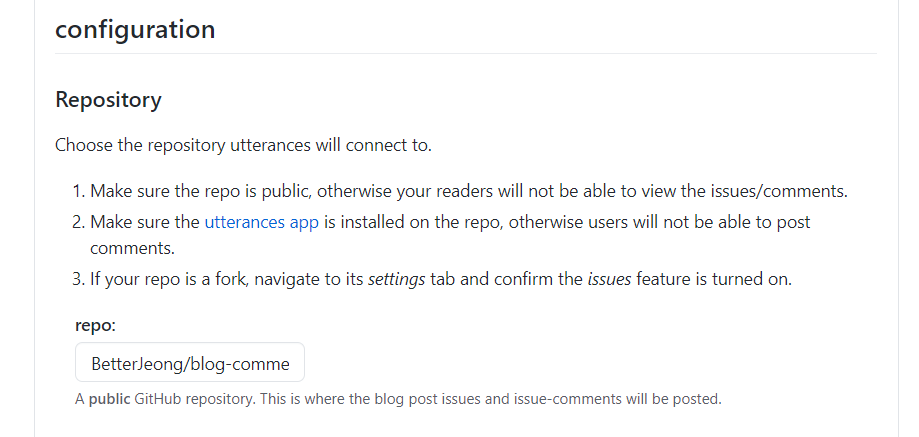 configuration
Repository
Choose the repository utterances will connect to.
1. Make sure the repo is public, otherwise your readers will not be able to view the issues/comments.
2. Make sure the utterances app is installed on the repo, otherwise users will not be able to post
comments.
3. If your repo is a fork, navigate to its settings tab and confirm the issues feature is turned on.
repo:
BetterJeong/blog-comme
A public GitHub repository. This is where the blog post issues and issue-comments will be posted.